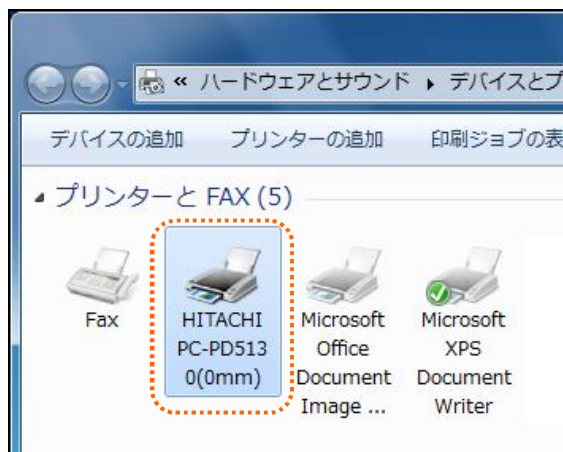 « ハードウェアとサウンド ▸ デバイスとプ
デバイスの追加 プリンターの追加 印刷ジョブの表
プリンターと FAX (5)
Fax
HITACHI
PC-PD513
0(0mm)
Microsoft
Office
Document
Image ...
Microsoft
XPS
Document
Writer